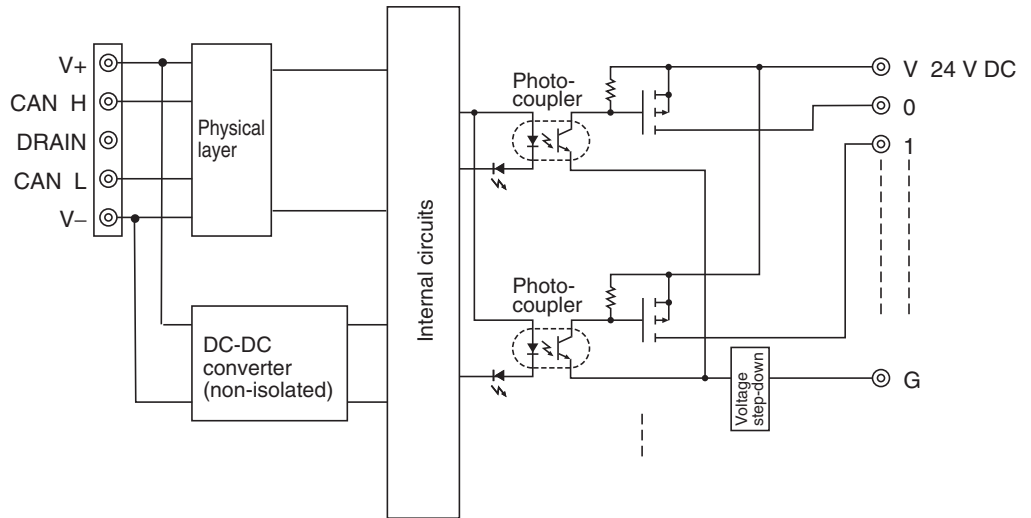 V+
CAN H
DRAIN
CAN L
V–
Physical
layer
DC-DC
converter
(non-isolated)
Internal circuits
Photo-
coupler
Photo-
coupler
Voltage
step-down
V 24 V DC
0
1
G